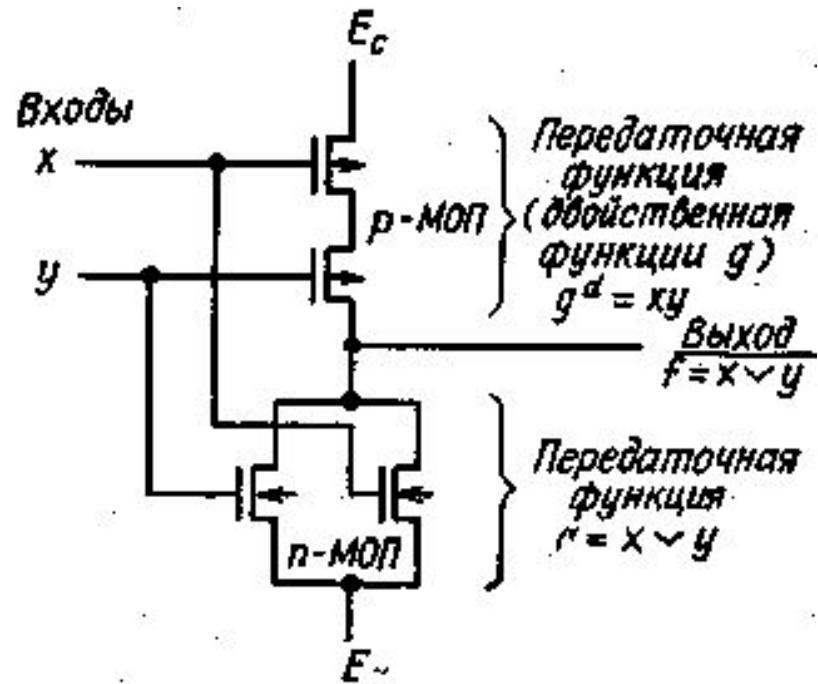 E_c
Входы
x
y
p-МОП
Передаточная
функция
(двойственная
функции g)
g^d = xy
Выход
f = x ∨ y
n-МОП
Передаточная
функция
= x ∨ y
E